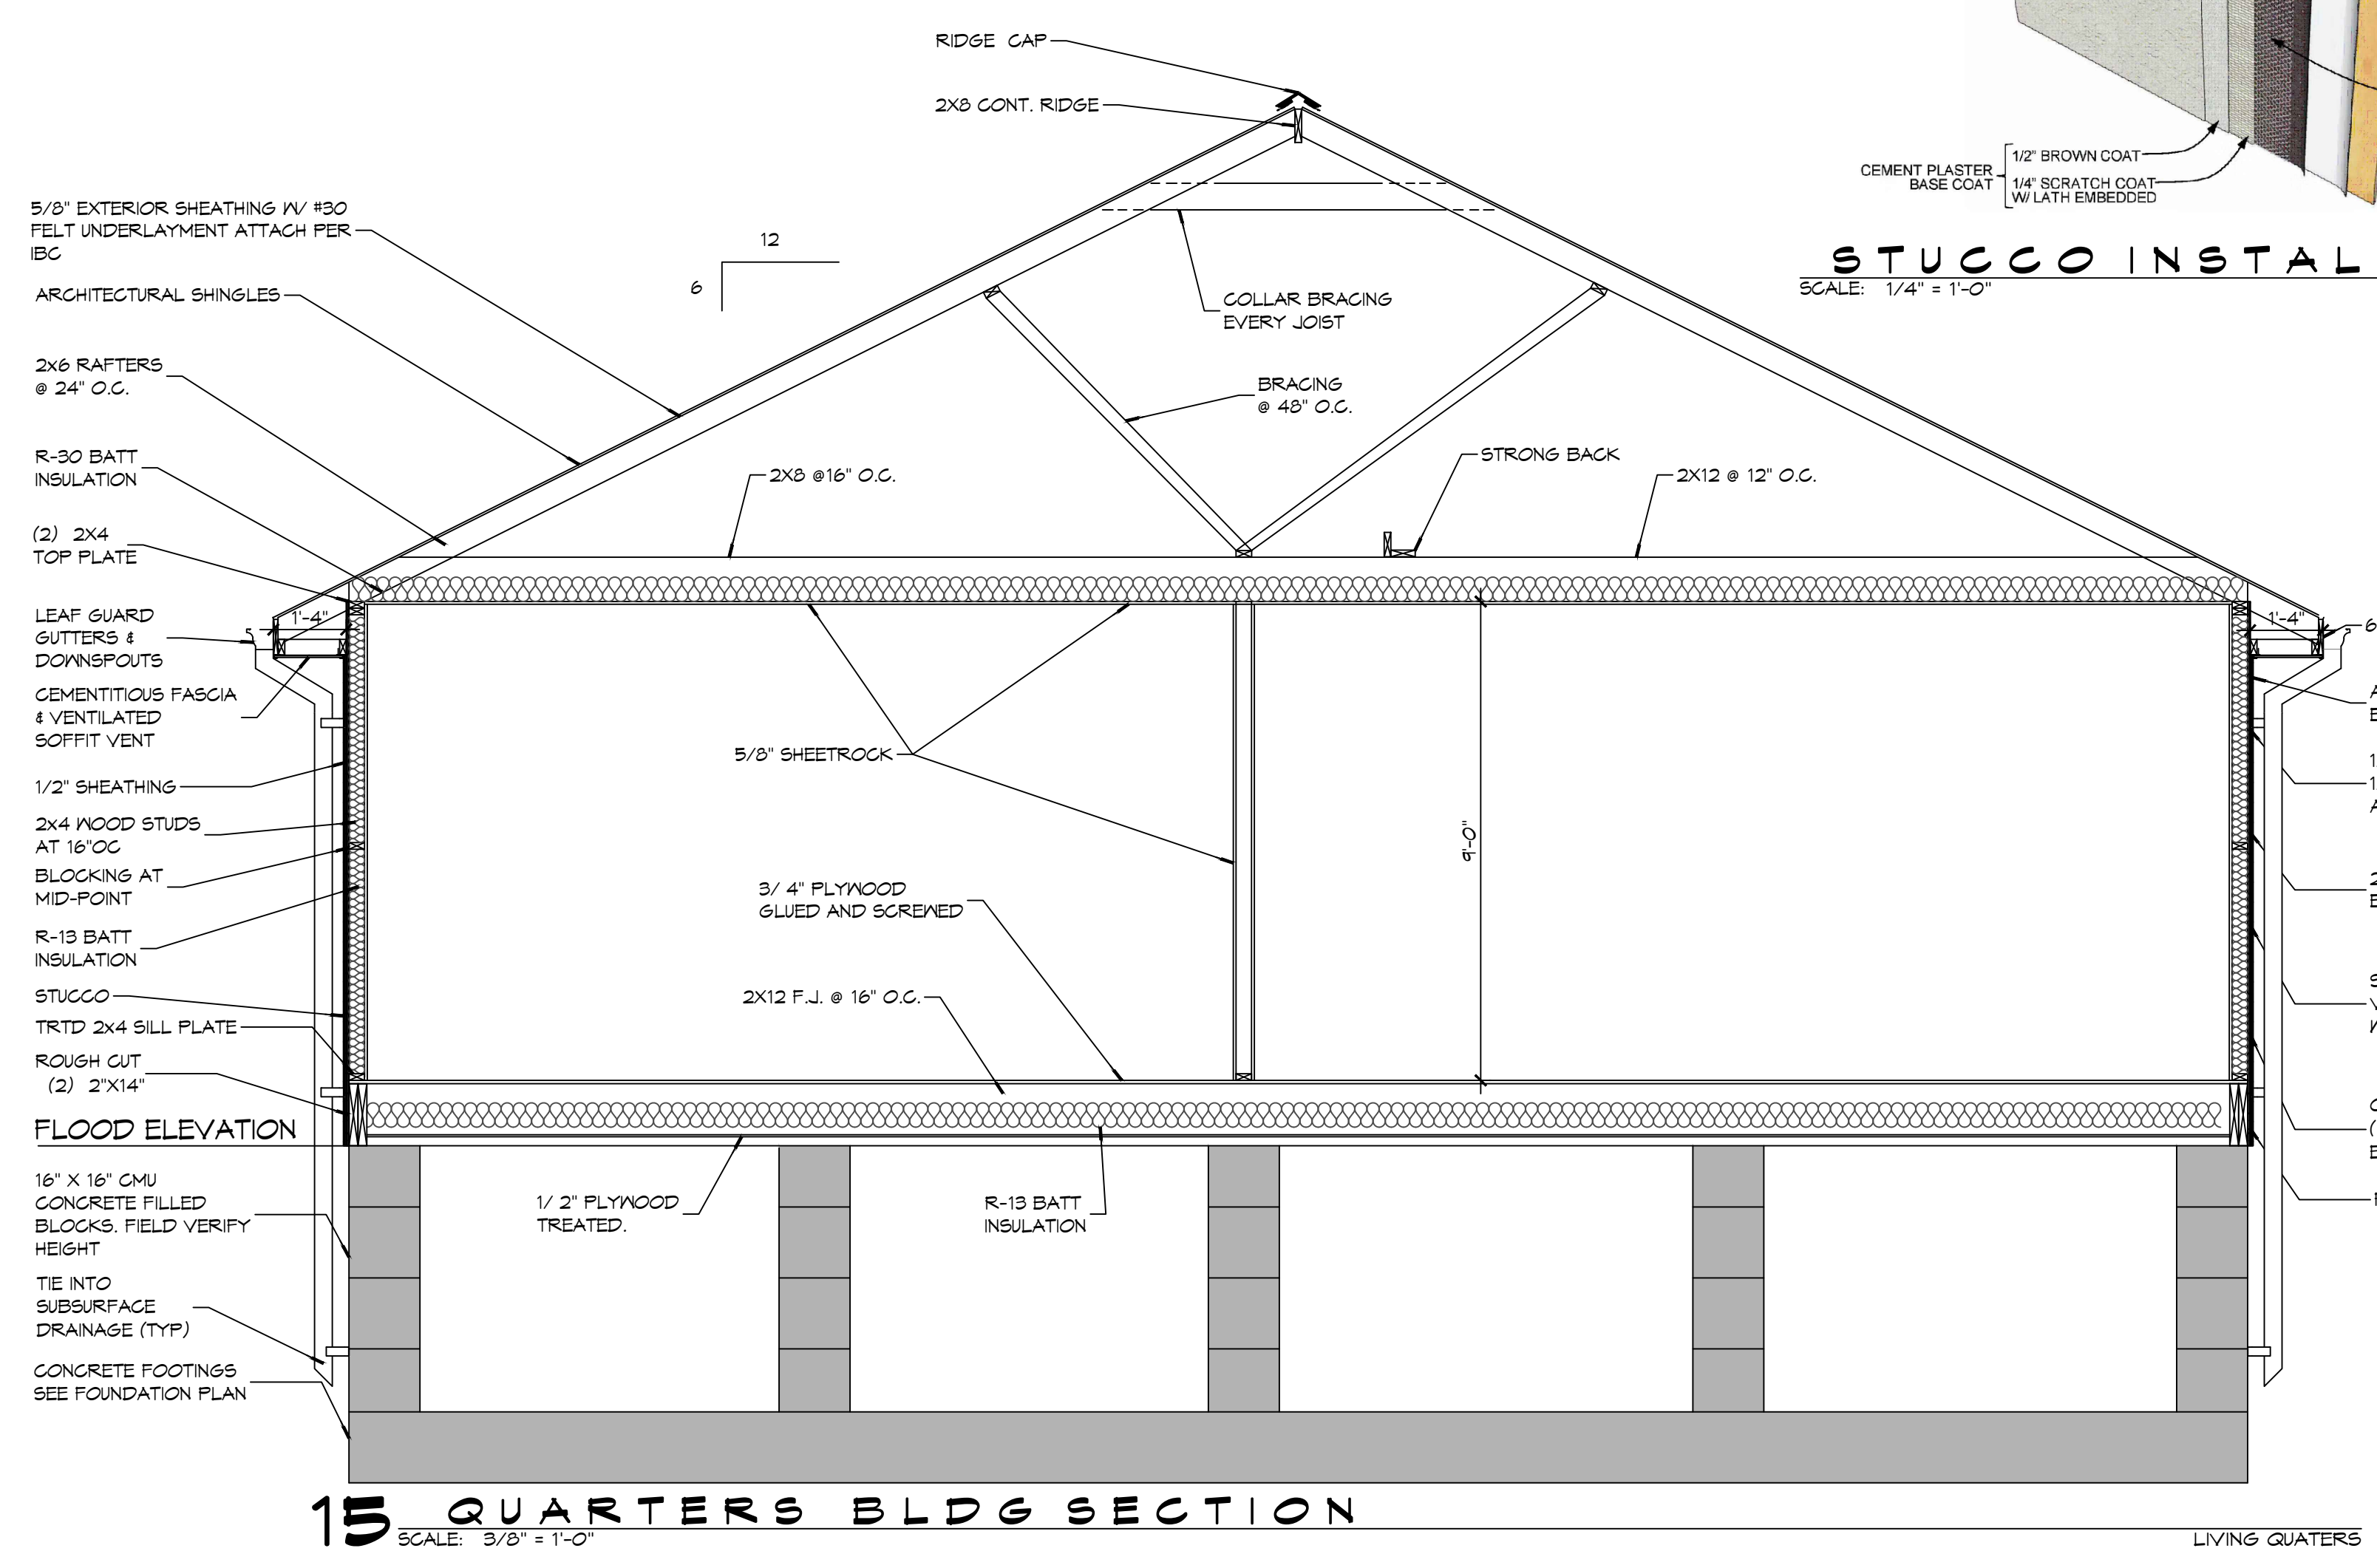 RIDGE CAP
2X8 CONT. RIDGE
1/2" BROWN COAT
CEMENT PLASTER
BASE COAT
1/4" SCRATCH COAT
W/ LATH EMBEDDED
STUCCO INSTAL
SCALE: 1/4" = 1'-0"
5/8" EXTERIOR SHEATHING W/ #30
FELT UNDERLAYMENT ATTACH PER
IBC
12
6
ARCHITECTURAL SHINGLES
COLLAR BRACING
EVERY JOIST
2x6 RAFTERS
@ 24" O.C.
BRACING
@ 48" O.C.
R-30 BATT
INSULATION
2X8 @16" O.C.
STRONG BACK
2X12 @ 12" O.C.
(2) 2X4
TOP PLATE
LEAF GUARD
GUTTERS &
DOWNSPOUTS
1'-4"
1'-4"
6
CEMENTITIOUS FASCIA
& VENTILATED
SOFFIT VENT
5/8" SHEETROCK
1/2" SHEATHING
2x4 WOOD STUDS
AT 16"OC
9'-0"
BLOCKING AT
MID-POINT
3/ 4" PLYWOOD
GLUED AND SCREWED
R-13 BATT
INSULATION
STUCCO
2X12 F.J. @ 16" O.C.
TRTD 2x4 SILL PLATE
ROUGH CUT
(2) 2"X14"
FLOOD ELEVATION
16" X 16" CMU
CONCRETE FILLED
BLOCKS. FIELD VERIFY
HEIGHT
1/ 2" PLYWOOD
TREATED.
R-13 BATT
INSULATION
TIE INTO
SUBSURFACE
DRAINAGE (TYP)
CONCRETE FOOTINGS
SEE FOUNDATION PLAN
15 QUARTERS BLDG SECTION
SCALE: 3/8" = 1'-0"
LIVING QUATERS